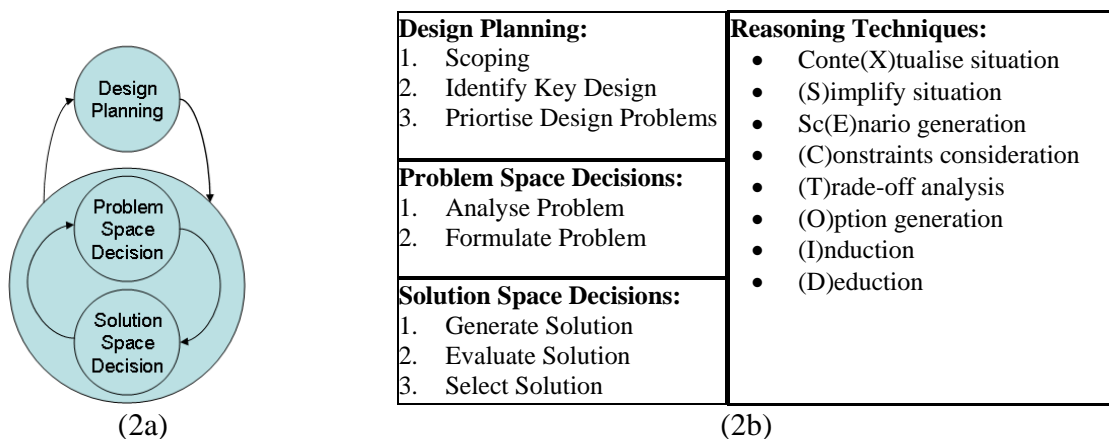 Design
Planning
Problem
Space
Decision
Solution
Space
Decision
(2a)
Design Planning:
1. Scoping
2. Identify Key Design
3. Priortise Design Problems
Problem Space Decisions:
1. Analyse Problem
2. Formulate Problem
Solution Space Decisions:
1. Generate Solution
2. Evaluate Solution
3. Select Solution
Reasoning Techniques:
• Conte(X)tualise situation
• (S)implify situation
• Sc(E)nario generation
• (C)onstraints consideration
• (T)rade-off analysis
• (O)ption generation
• (I)nduction
• (D)eduction
(2b)